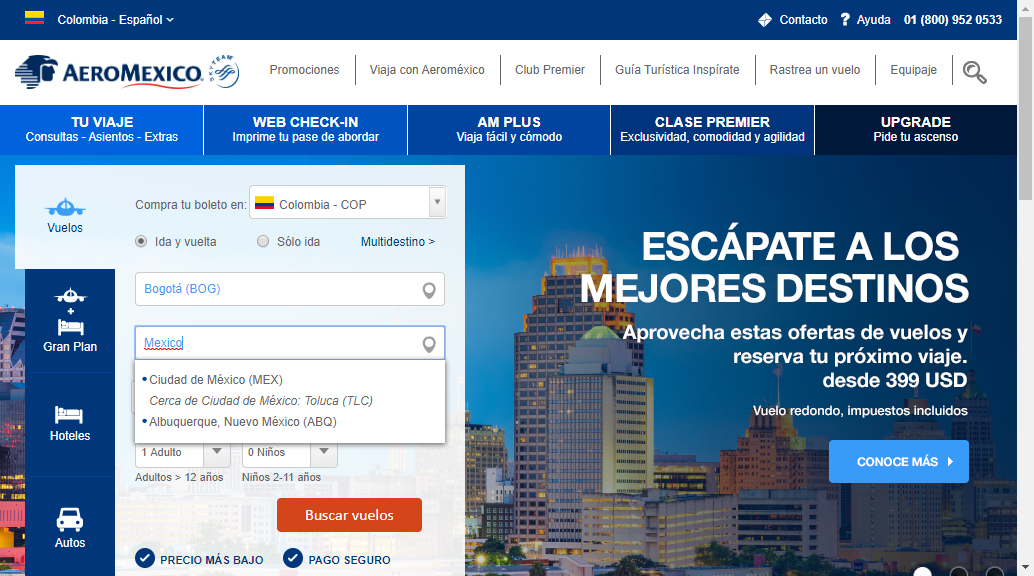 Colombia - Español
Contacto
? Ayuda
01 (800) 952 0533
AEROMEXICO.
SKYTEAM
Promociones
Viaja con Aeroméxico
Club Premier
Guía Turística Inspírate
Rastrea un vuelo
Equipaje
TU VIAJE
Consultas - Asientos - Extras
WEB CHECK-IN
Imprime tu pase de abordar
AM PLUS
Viaja fácil y cómodo
CLASE PREMIER
Exclusividad, comodidad y agilidad
UPGRADE
Pide tu ascenso
Vuelos
+
Gran Plan
Hoteles
Autos
Compra tu boleto en:
Colombia - COP
Ida y vuelta
Sólo ida
Multidestino >
Bogotá (BOG)
Mexico
Ciudad de México (MEX)
Cerca de Ciudad de México: Toluca (TLC)
Albuquerque, Nuevo México (ABQ)
1 Adulto
0 Niños
Adultos > 12 años
Niños 2-11 años
Buscar vuelos
PRECIO MÁS BAJO
PAGO SEGURO
ESCÁPATE A LOS
MEJORES DESTINOS
Aprovecha estas ofertas de vuelos y
reserva tu próximo viaje.
desde 399 USD
Vuelo redondo, impuestos incluidos
CONOCE MÁS